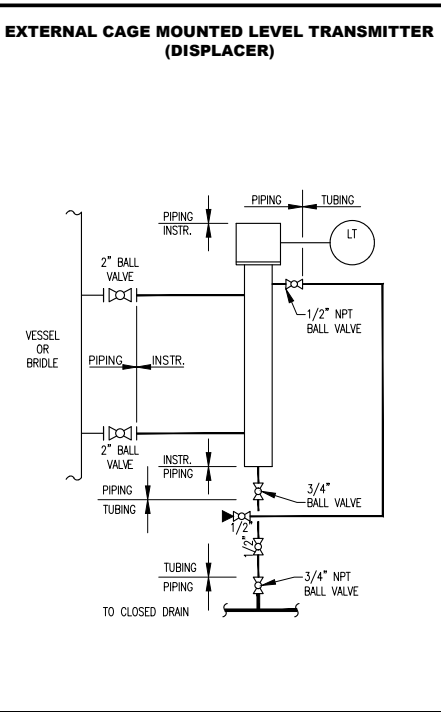 EXTERNAL CAGE MOUNTED LEVEL TRANSMITTER
(DISPLACER)
PIPING
TUBING
PIPING
INSTR.
LT
2" BALL
VALVE
1/2" NPT
BALL VALVE
VESSEL
OR
BRIDLE
PIPING
INSTR.
2" BALL
VALVE
INSTR.
PIPING
PIPING
TUBING
3/4"
BALL VALVE
1/2"
1/2"
TUBING
PIPING
3/4" NPT
BALL VALVE
TO CLOSED DRAIN